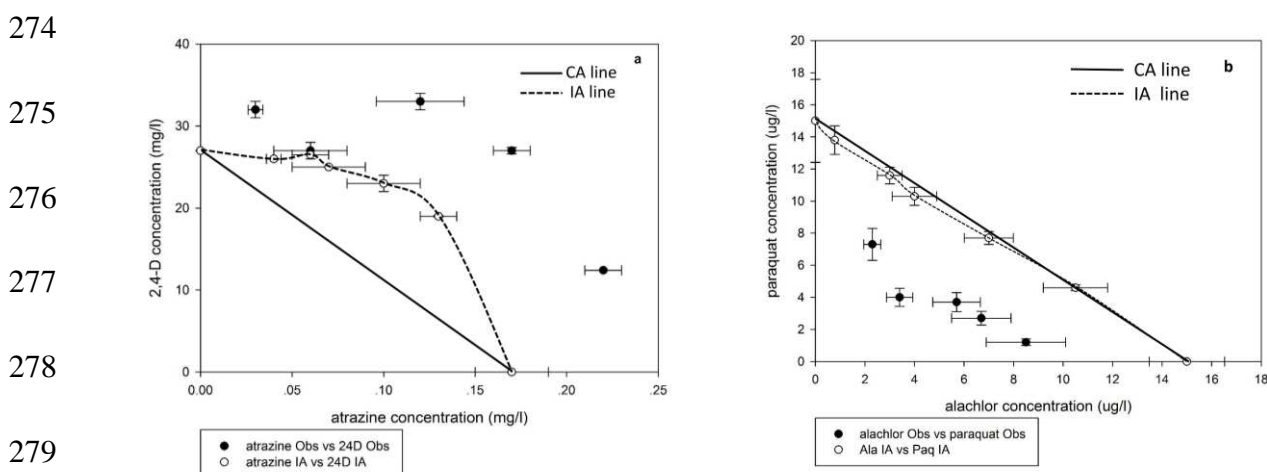 274
275
276
277
278
279
a
CA line
IA line
40
30
20
10
0
2,4-D concentration (mg/l)
0.00
.05
.10
.15
.20
.25
atrazine concentration (mg/l)
atrazine Obs vs 24D Obs
atrazine IA vs 24D IA
b
CA line
IA line
20
18
16
14
12
10
8
6
4
2
0
paraquat concentration (ug/l)
0
2
4
6
8
10
12
14
16
18
alachlor concentration (ug/l)
alachlor Obs vs paraquat Obs
Ala IA vs Paq IA